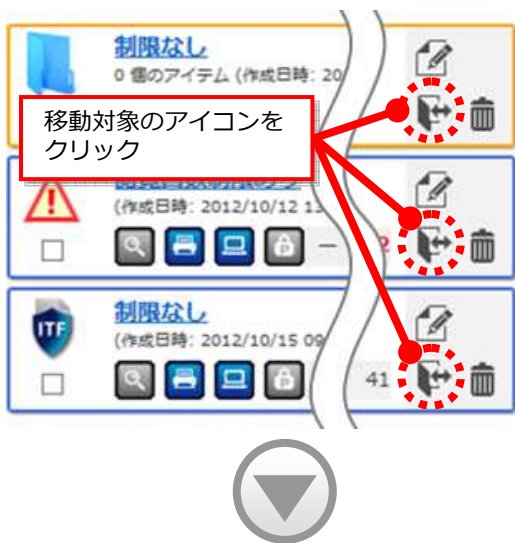 制限なし
0 個のアイテム (作成日時: 20
移動対象のアイコンを
クリック
(作成日時: 2012/10/12 13
2
制限なし
ITF
(作成日時: 2012/10/15 09
41